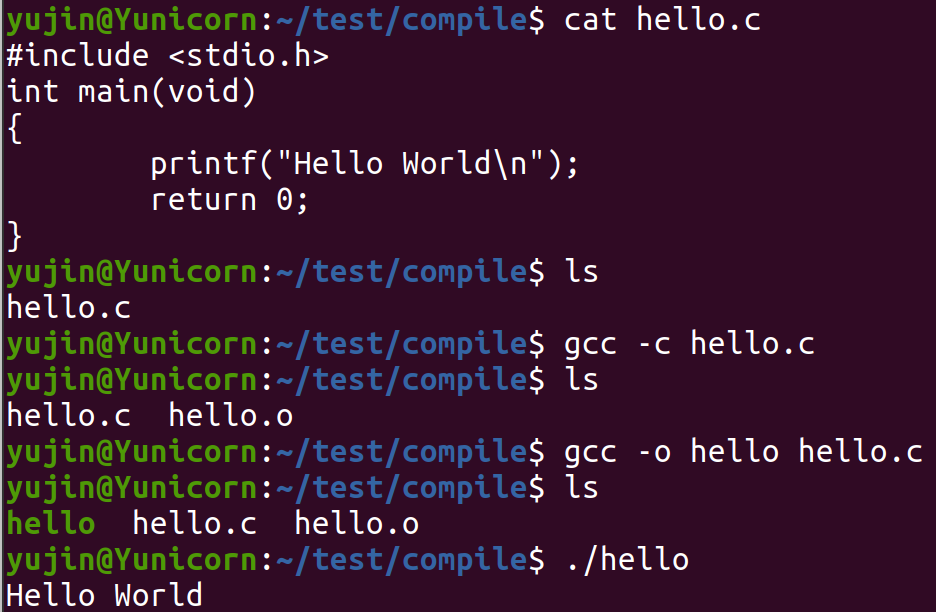 yujin@Yunicorn:~/test/compile$ cat hello.c
#include <stdio.h>
int main(void)
{
        printf("Hello World\n");
        return 0;
}
yujin@Yunicorn:~/test/compile$ ls
hello.c
yujin@Yunicorn:~/test/compile$ gcc -c hello.c
yujin@Yunicorn:~/test/compile$ ls
hello.c  hello.o
yujin@Yunicorn:~/test/compile$ gcc -o hello hello.c
yujin@Yunicorn:~/test/compile$ ls
hello  hello.c  hello.o
yujin@Yunicorn:~/test/compile$ ./hello
Hello World